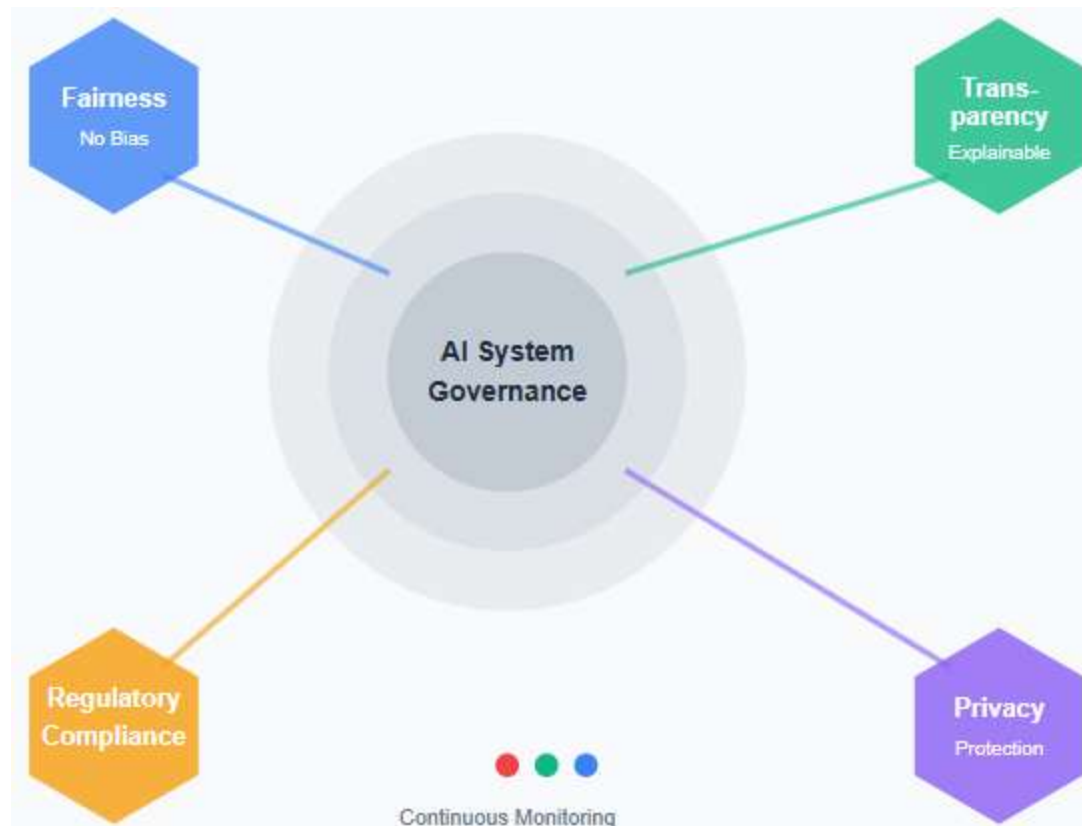 Fairness
No Bias
Trans-
parency
Explainable
AI System
Governance
Regulatory
Compliance
Privacy
Protection
Continuous Monitoring